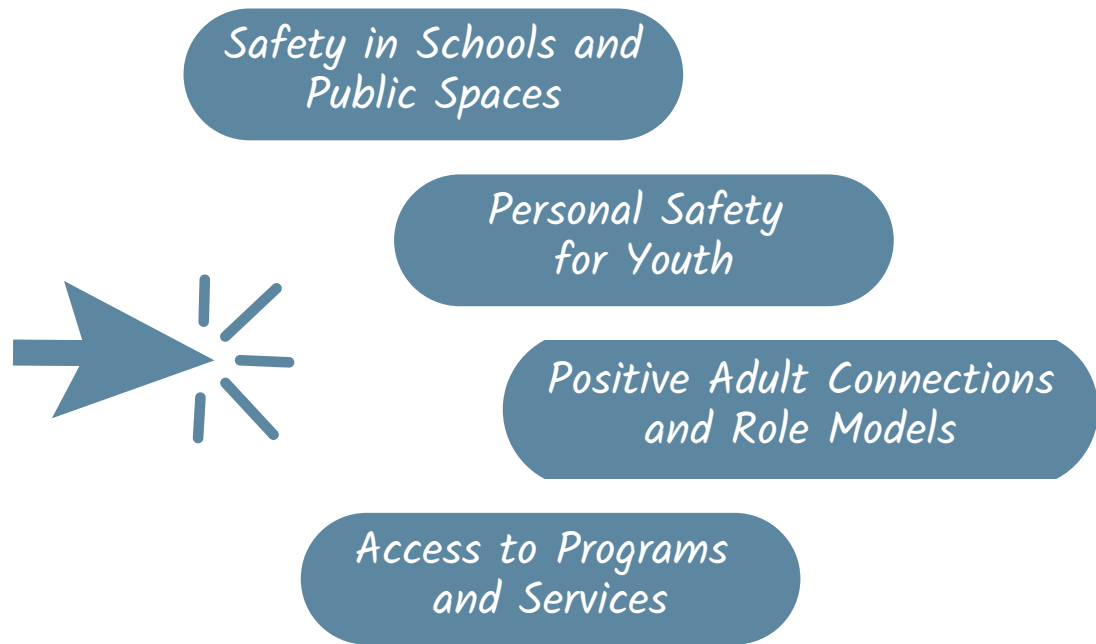 Safety in Schools and
Public Spaces
Personal Safety
for Youth
Positive Adult Connections
and Role Models
Access to Programs
and Services